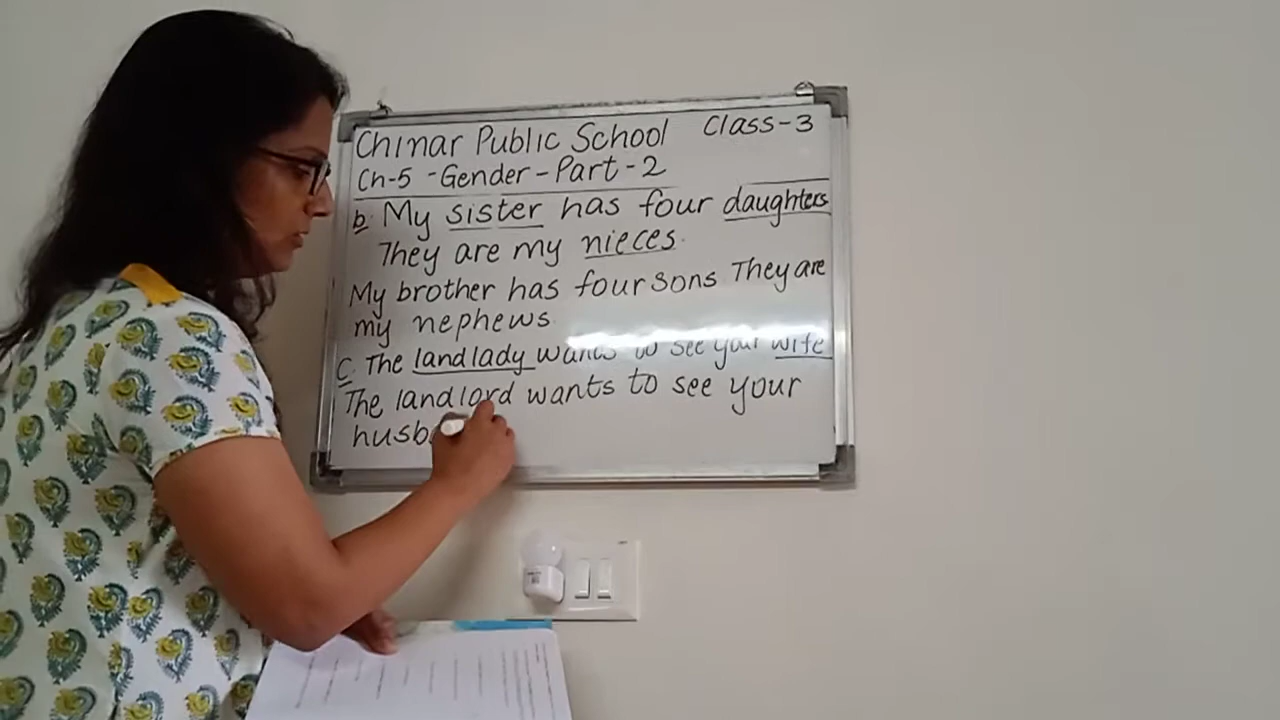 Chinar Public School Class-3
Ch-5 -Gender-Part-2
b. My sister has four daughters
They are my nieces.
My brother has four sons They are
my nephews.
C. The landlady wants to see your wife
The landlord wants to see your
husb